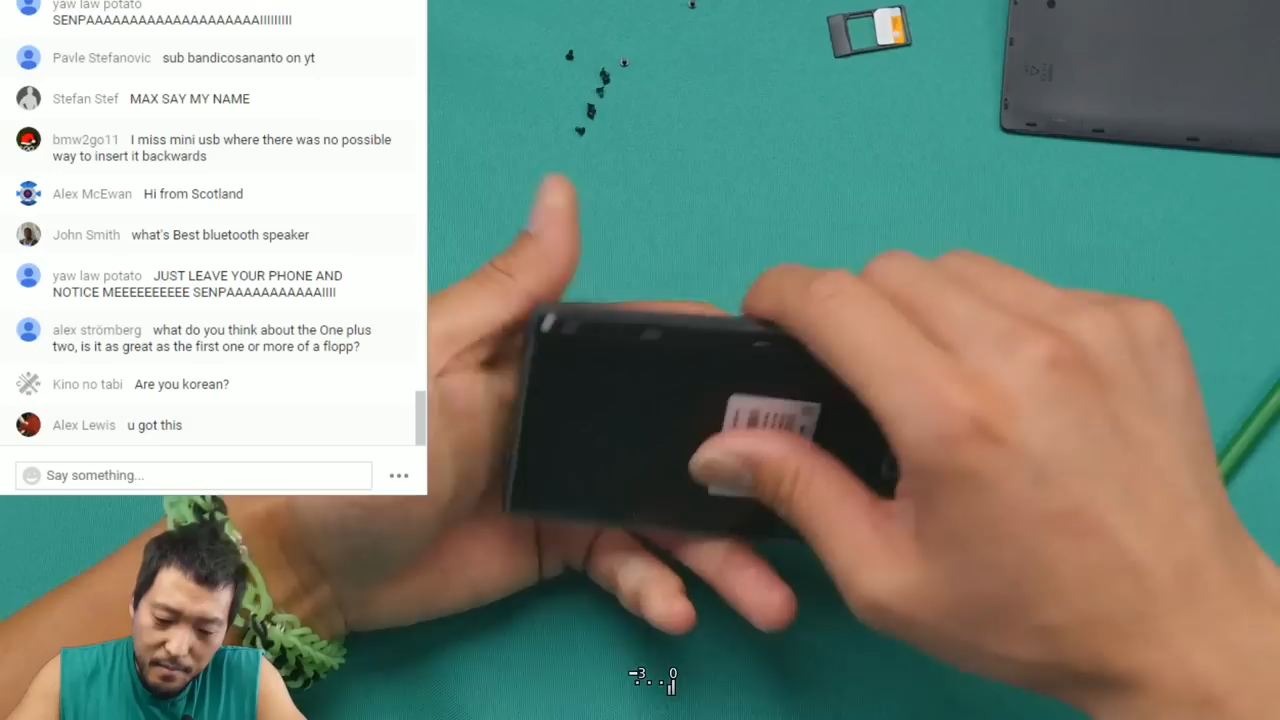 yaw law potato
SENPAAAAAAAAAAAAAAAAAAAAIIIIIIIII
Pavle Stefanovic sub bandicosananto on yt
Stefan Stef MAX SAY MY NAME
bmw2go11 I miss mini usb where there was no possible
way to insert it backwards
Alex McEwan Hi from Scotland
John Smith what's Best bluetooth speaker
yaw law potato JUST LEAVE YOUR PHONE AND
NOTICE MEEEEEEEEEE SENPAAAAAAAAAAAIIII
alex strömberg what do you think about the One plus
two, is it as great as the first one or more of a flopp?
Kino no tabi Are you korean?
Alex Lewis u got this
Say something...
-3 0